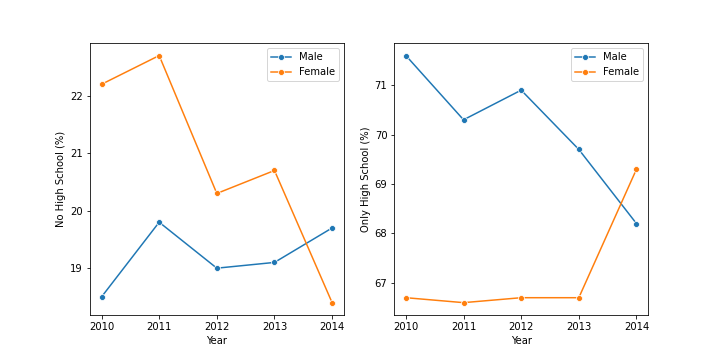 Male
Female
22
21
20
19
No High School (%)
2010 2011 2012 2013 2014
Year
Male
Female
71
70
69
68
67
Only High School (%)
2010 2011 2012 2013 2014
Year